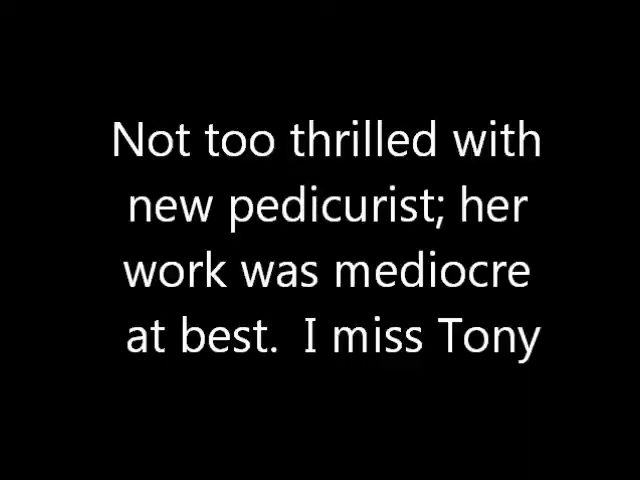 Not too thrilled with
new pedicurist; her
work was mediocre
at best.  I miss Tony